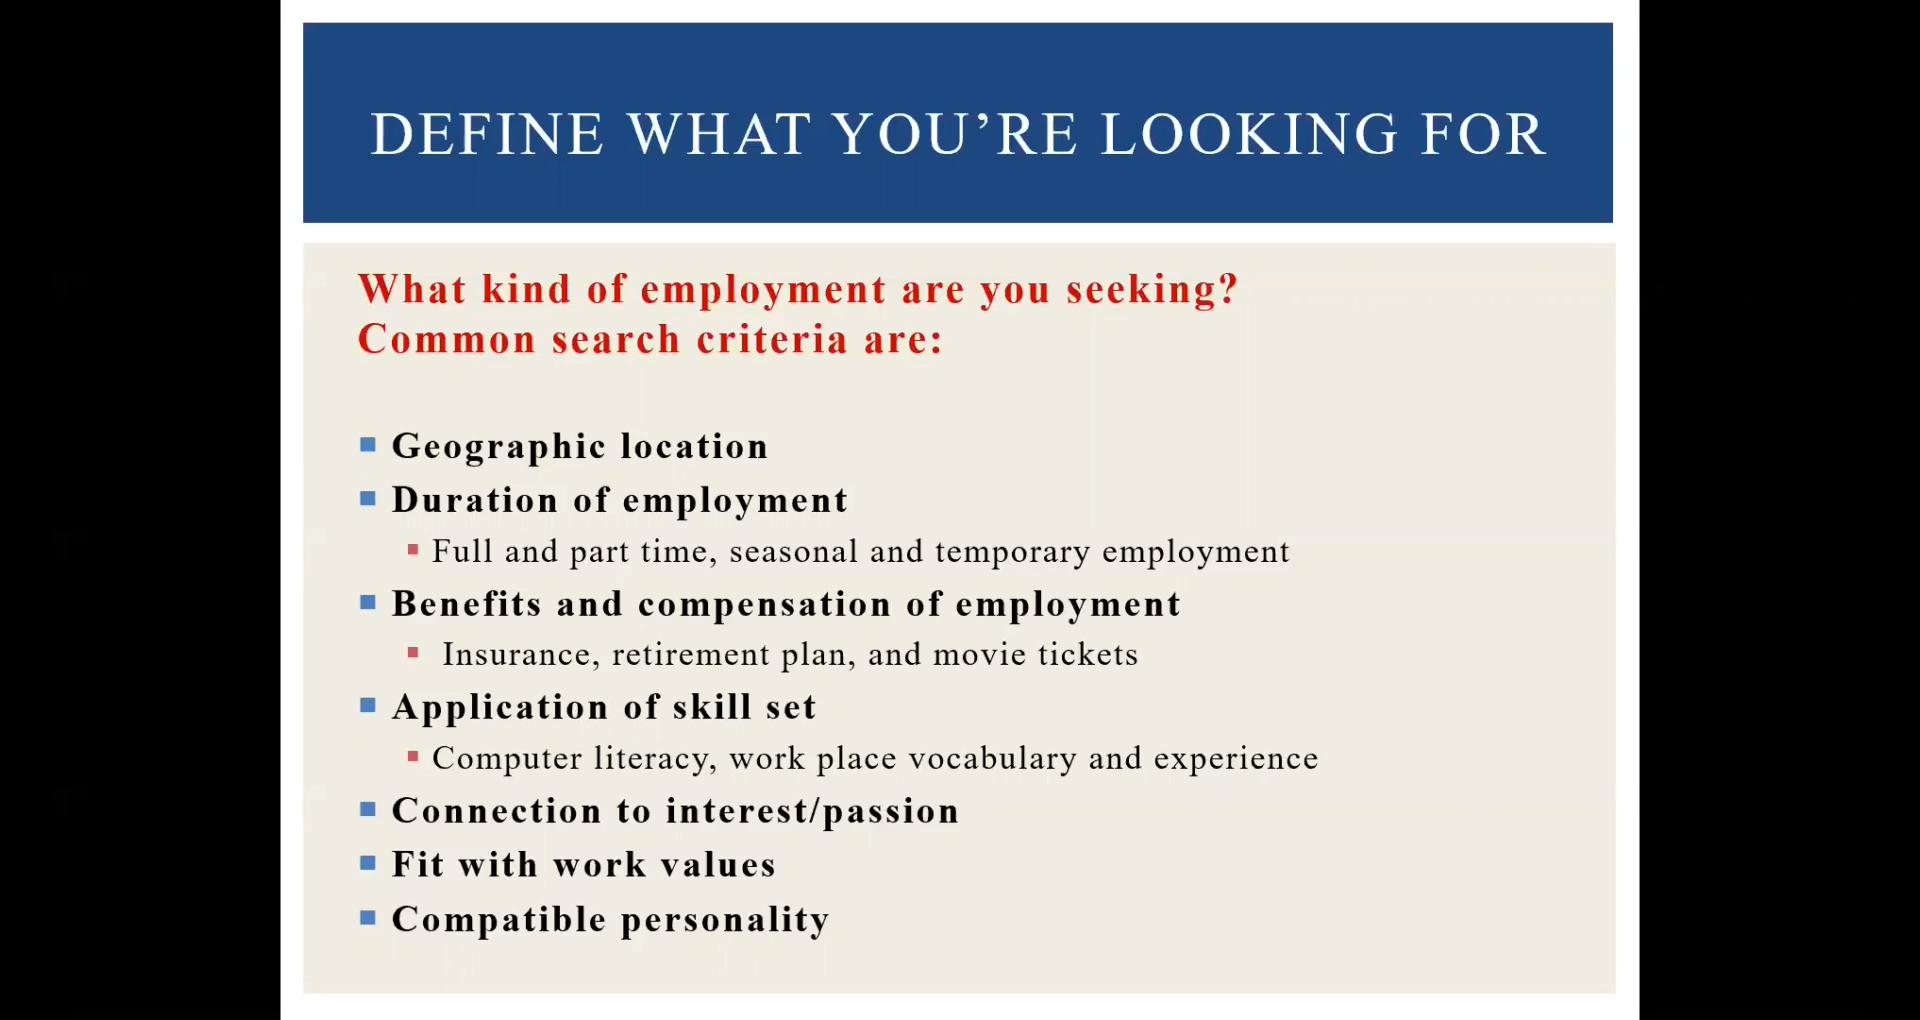 DEFINE WHAT YOU’RE LOOKING FOR
What kind of employment are you seeking?
Common search criteria are:
Geographic location
Duration of employment
Full and part time, seasonal and temporary employment
Benefits and compensation of employment
Insurance, retirement plan, and movie tickets
Application of skill set
Computer literacy, work place vocabulary and experience
Connection to interest/passion
Fit with work values
Compatible personality